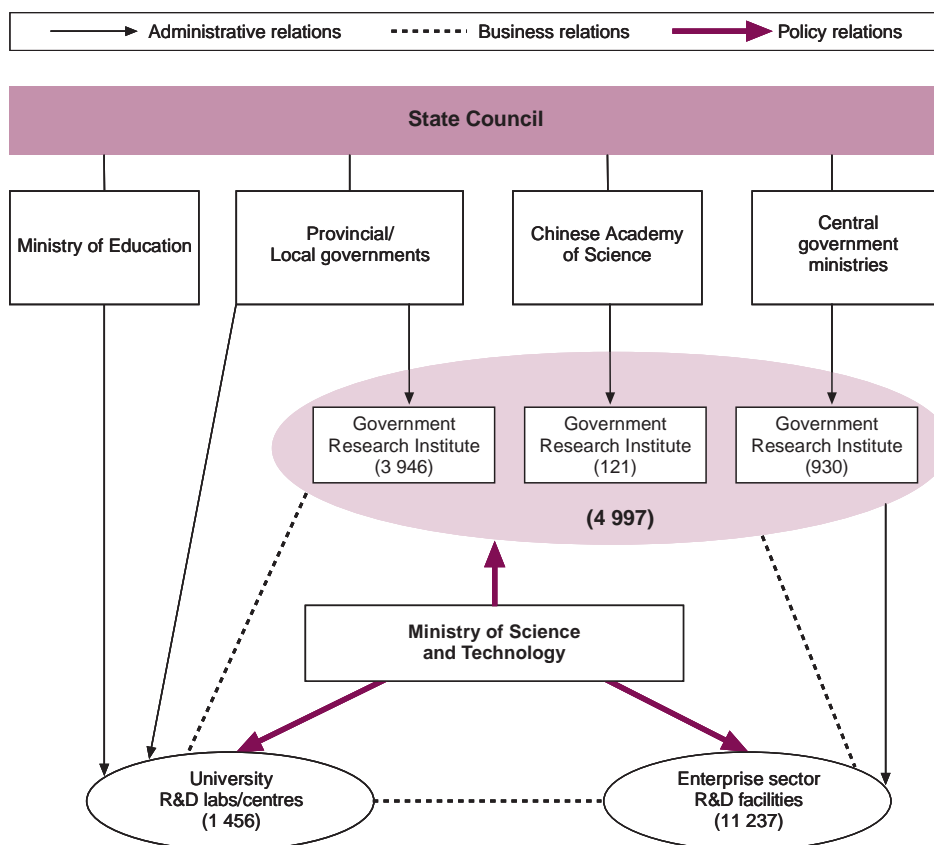 Administrative relations
Business relations
Policy relations
State Council
Ministry of Education
Provincial/
Local governments
Chinese Academy
of Science
Central
government
ministries
Government
Research Institute
(3 946)
Government
Research Institute
(121)
Government
Research Institute
(930)
(4 997)
Ministry of Science
and Technology
University
R&D labs/centres
(1 456)
Enterprise sector
R&D facilities
(11 237)